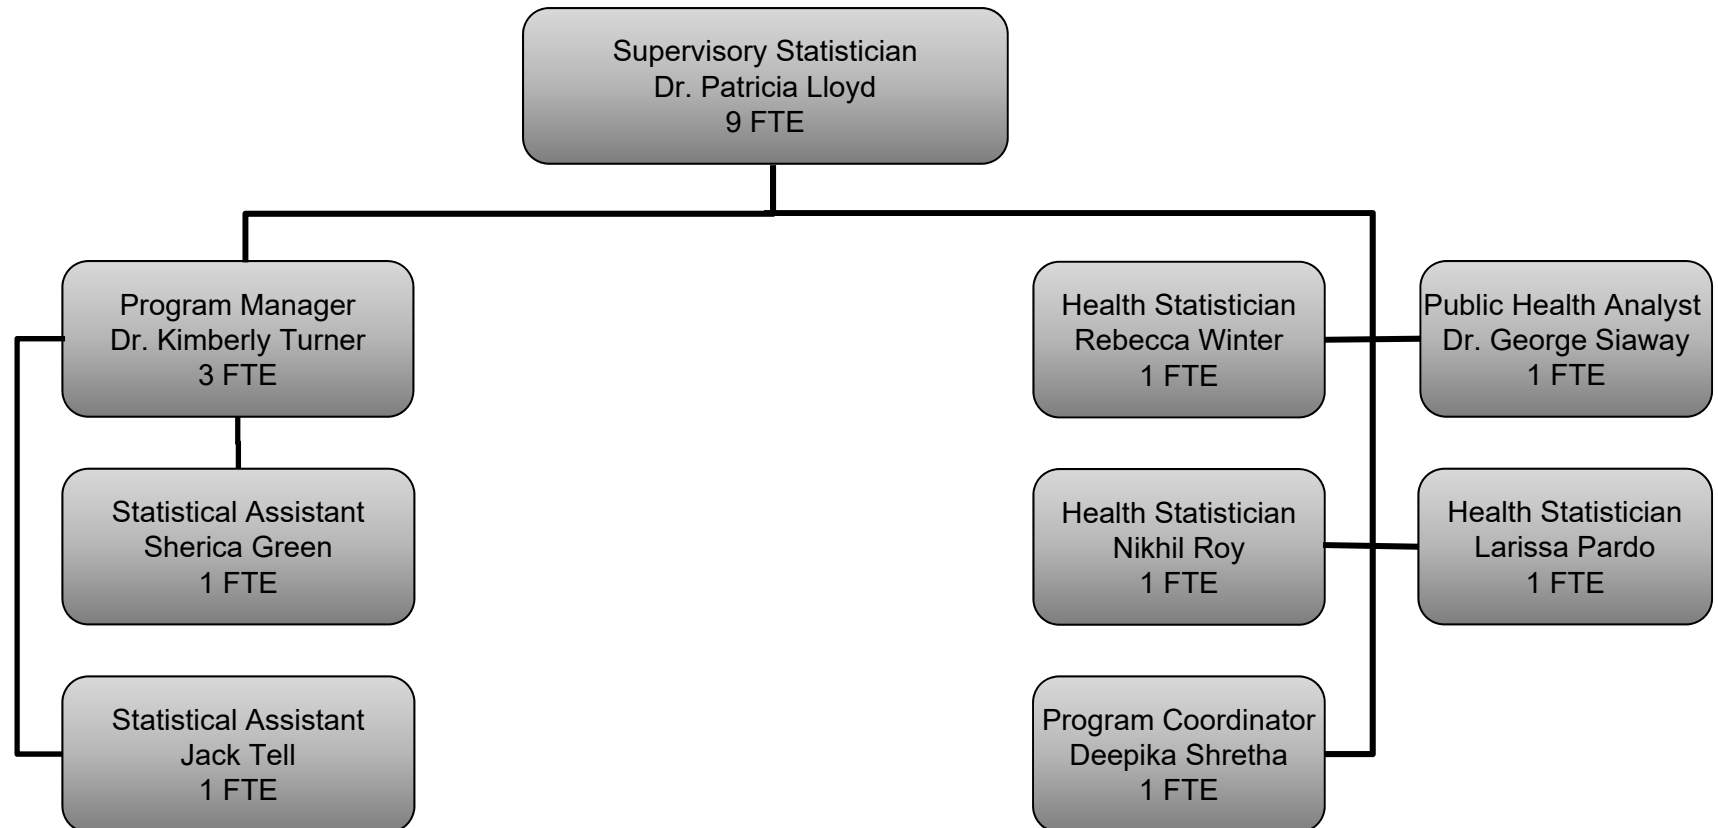 Supervisory Statistician
Dr. Patricia Lloyd
9 FTE
Program Manager
Dr. Kimberly Turner
3 FTE
Health Statistician
Rebecca Winter
1 FTE
Public Health Analyst
Dr. George Siaway
1 FTE
Statistical Assistant
Sherica Green
1 FTE
Health Statistician
Nikhil Roy
1 FTE
Health Statistician
Larissa Pardo
1 FTE
Statistical Assistant
Jack Tell
1 FTE
Program Coordinator
Deepika Shretha
1 FTE